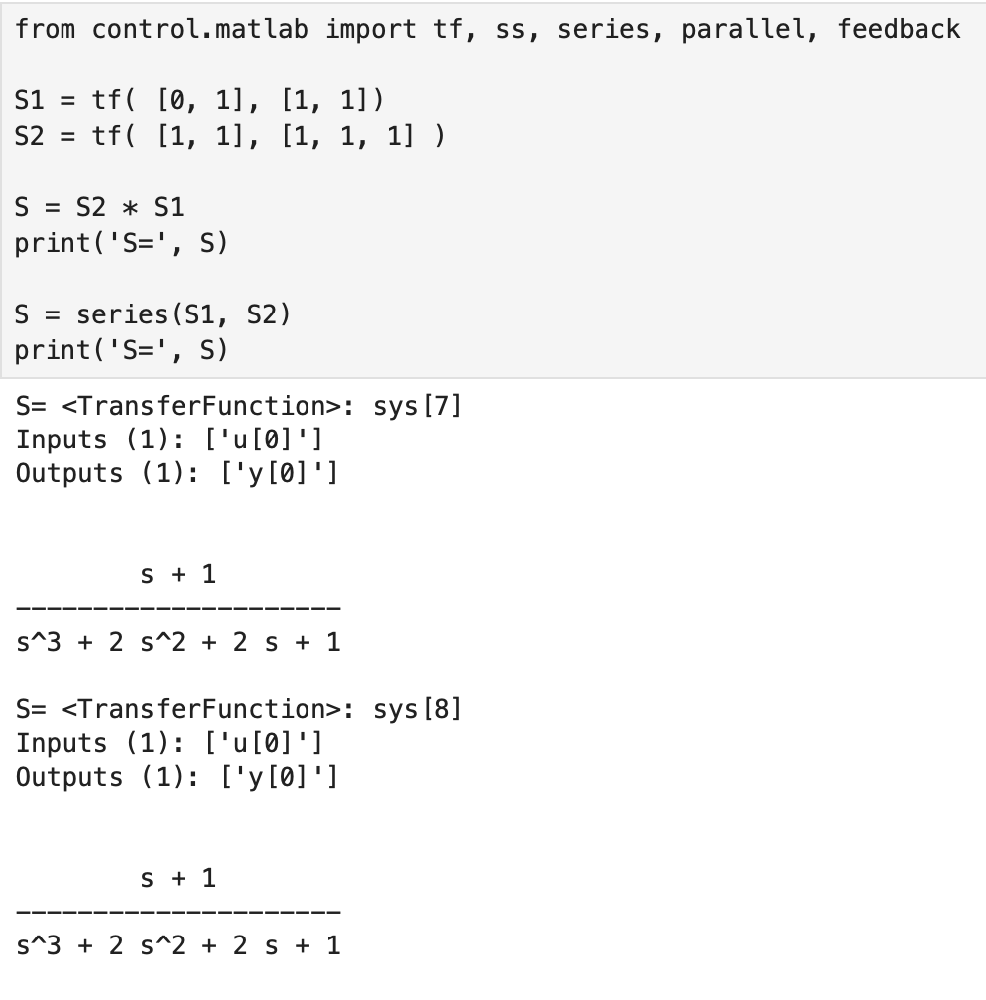 from control.matlab import tf, ss, series, parallel, feedback
S1 = tf( [0, 1], [1, 1])
S2 = tf( [1, 1], [1, 1, 1] )
S = S2 * S1
print('S=', S)
S = series(S1, S2)
print('S=', S)
S= <TransferFunction>: sys[7]
Inputs (1): ['u[0]']
Outputs (1): ['y[0]']
s + 1
---------------------
s^3 + 2 s^2 + 2 s + 1
S= <TransferFunction>: sys[8]
Inputs (1): ['u[0]']
Outputs (1): ['y[0]']
s + 1
---------------------
s^3 + 2 s^2 + 2 s + 1